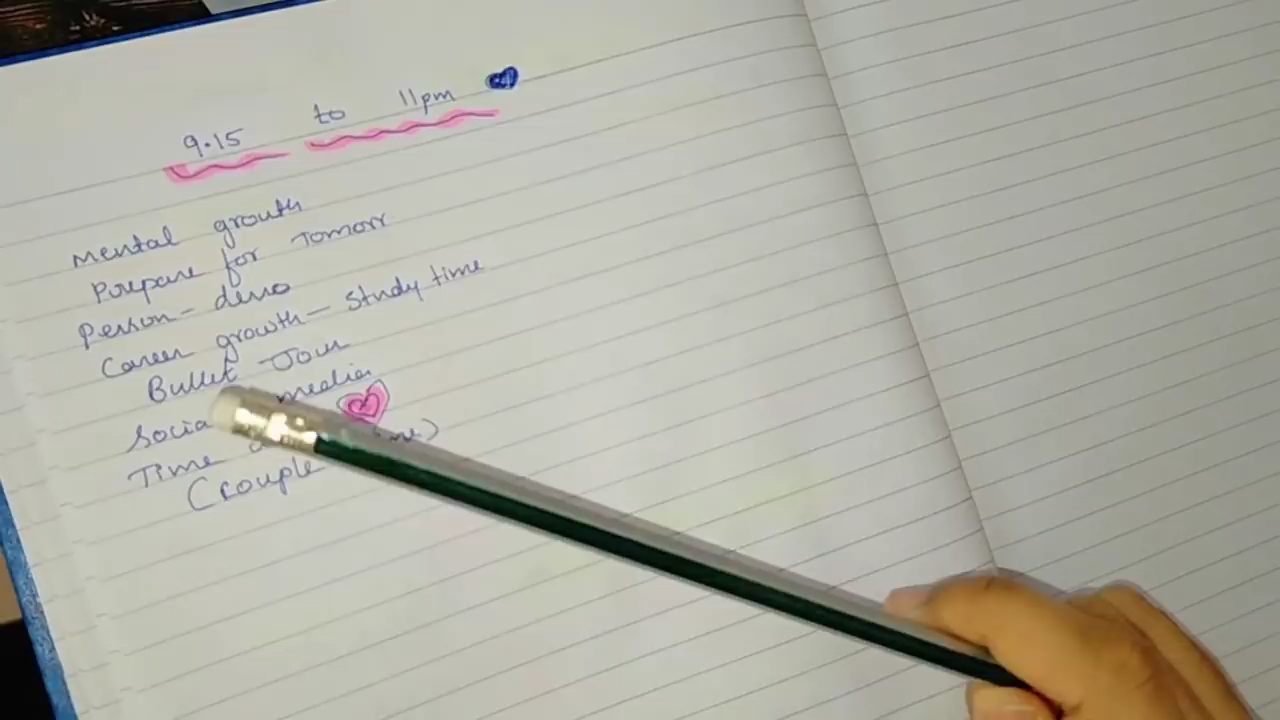 9.15 to 11pm
Mental growth
Prepare for Tomorr
Person - devo
Career growth - study time
Bullet Jour
Social media
Time
(couple